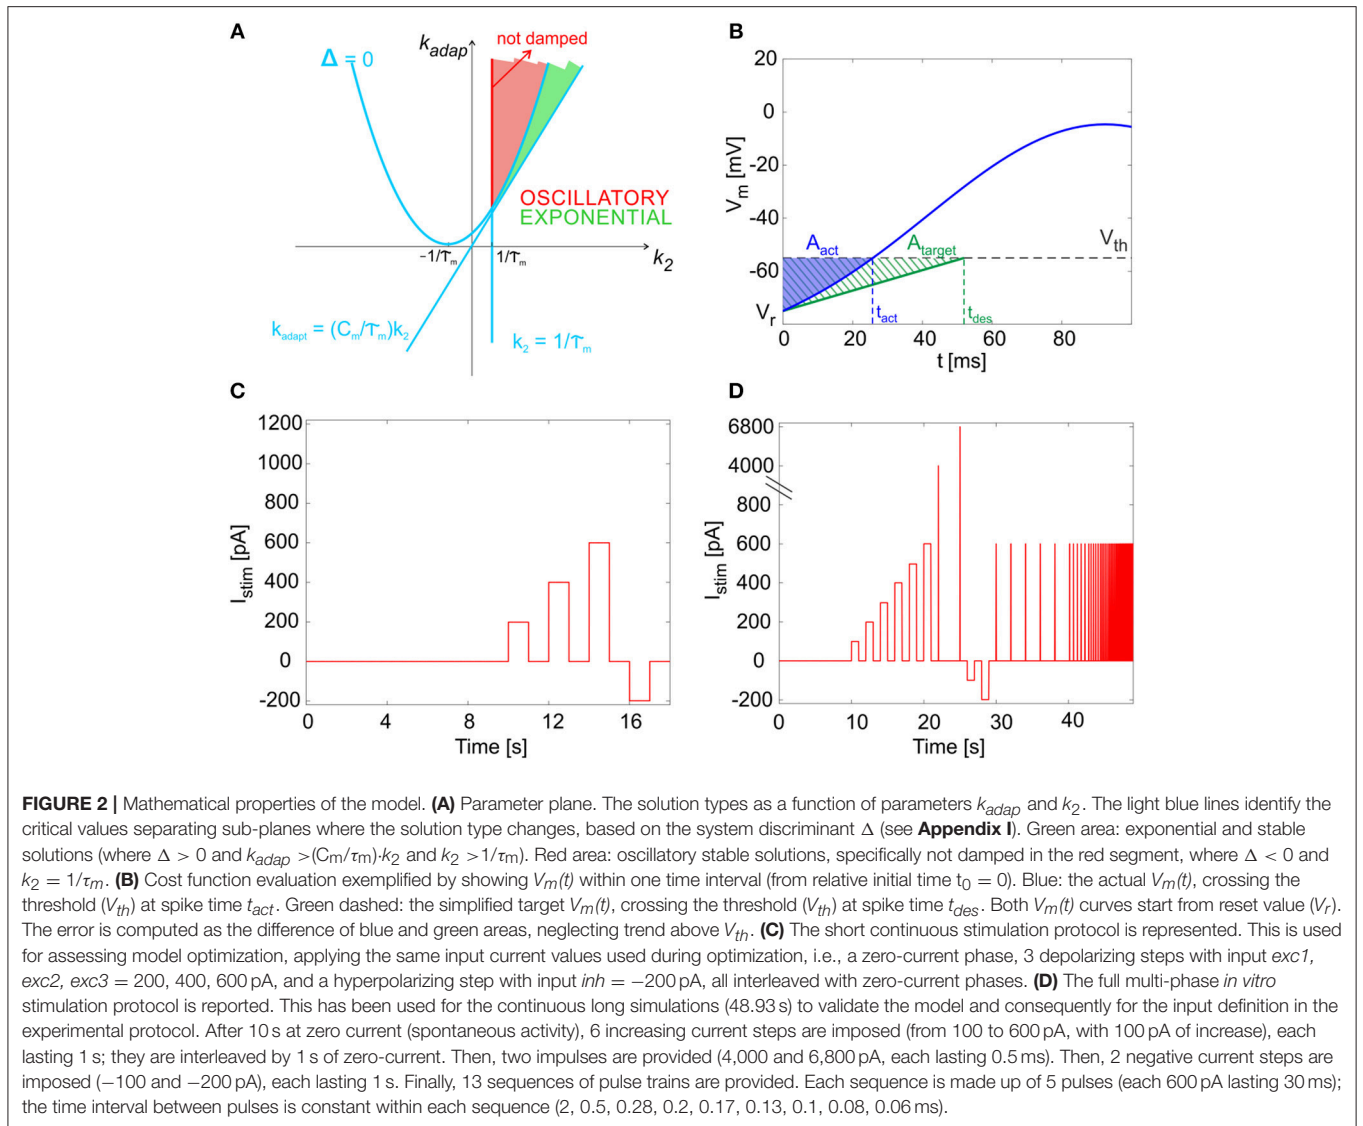 A
k_adap
not damped
Δ = 0
OSCILLATORY
EXPONENTIAL
−1/τ_m
1/τ_m
k_2
k_adapt = (C_m/τ_m)k_2
k_2 = 1/τ_m
B
20
0
-20
-40
-60
V_m [mV]
A_act
A_target
V_th
V_r
t_act
t_des
0
20
40
60
80
t [ms]
C
1200
1000
800
600
400
200
0
-200
I_stim [pA]
0
4
8
12
16
Time [s]
D
6800
4000
800
600
400
200
0
-200
I_stim [pA]
0
10
20
30
40
Time [s]
FIGURE 2 | Mathematical properties of the model. (A) Parameter plane. The solution types as a function of parameters k_adap and k_2. The light blue lines identify the
critical values separating sub-planes where the solution type changes, based on the system discriminant Δ (see Appendix I). Green area: exponential and stable
solutions (where Δ > 0 and k_adap >(C_m/τ_m)·k_2 and k_2 >1/τ_m). Red area: oscillatory stable solutions, specifically not damped in the red segment, where Δ < 0 and
k_2 = 1/τ_m. (B) Cost function evaluation exemplified by showing V_m(t) within one time interval (from relative initial time t_0 = 0). Blue: the actual V_m(t), crossing the
threshold (V_th) at spike time t_act. Green dashed: the simplified target V_m(t), crossing the threshold (V_th) at spike time t_des. Both V_m(t) curves start from reset value (V_r).
The error is computed as the difference of blue and green areas, neglecting trend above V_th. (C) The short continuous stimulation protocol is represented. This is used
for assessing model optimization, applying the same input current values used during optimization, i.e., a zero-current phase, 3 depolarizing steps with input exc1,
exc2, exc3 = 200, 400, 600 pA, and a hyperpolarizing step with input inh = −200 pA, all interleaved with zero-current phases. (D) The full multi-phase in vitro
stimulation protocol is reported. This has been used for the continuous long simulations (48.93 s) to validate the model and consequently for the input definition in the
experimental protocol. After 10 s at zero current (spontaneous activity), 6 increasing current steps are imposed (from 100 to 600 pA, with 100 pA of increase), each
lasting 1 s; they are interleaved by 1 s of zero-current. Then, two impulses are provided (4,000 and 6,800 pA, each lasting 0.5 ms). Then, 2 negative current steps are
imposed (−100 and −200 pA), each lasting 1 s. Finally, 13 sequences of pulse trains are provided. Each sequence is made up of 5 pulses (each 600 pA lasting 30 ms);
the time interval between pulses is constant within each sequence (2, 0.5, 0.28, 0.2, 0.17, 0.13, 0.1, 0.08, 0.06 ms).